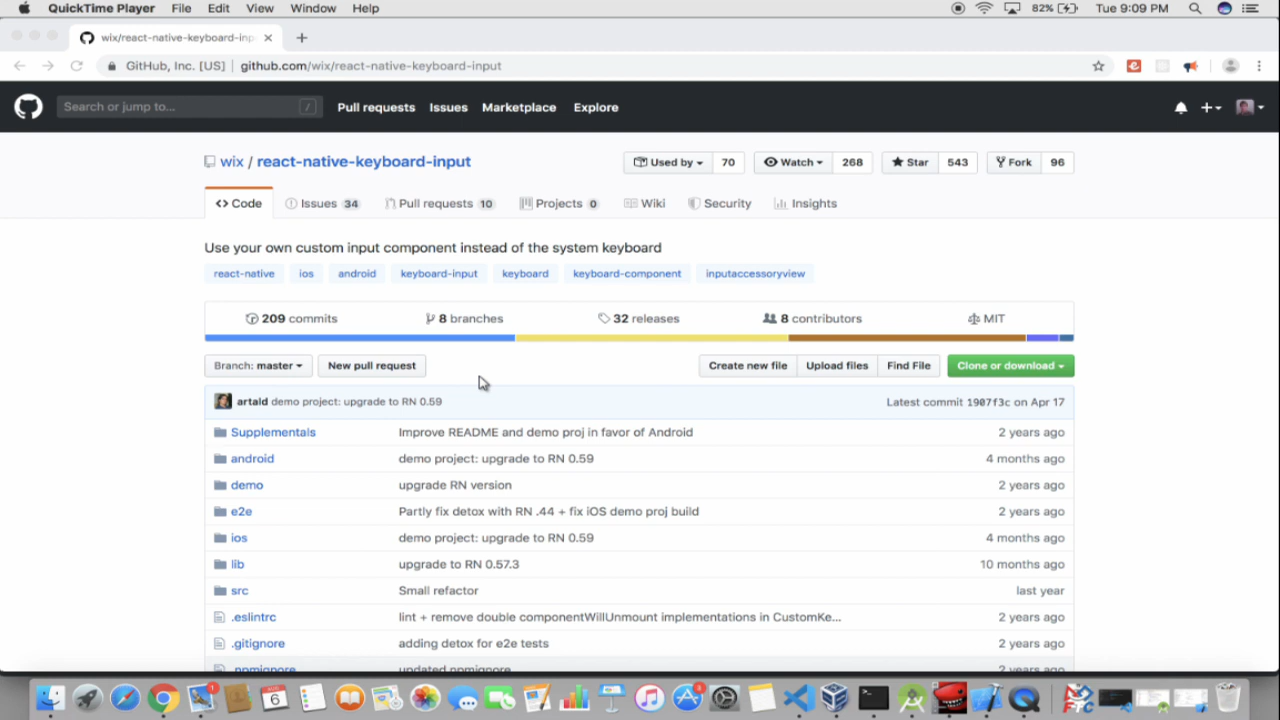 QuickTime Player File Edit View Window Help 82% Tue 9:09 PM
wix/react-native-keyboard-inp
GitHub, Inc. [US] | github.com/wix/react-native-keyboard-input
Search or jump to... / Pull requests Issues Marketplace Explore
wix / react-native-keyboard-input Used by 70 Watch 268 Star 543 Fork 96
Code Issues 34 Pull requests 10 Projects 0 Wiki Security Insights
Use your own custom input component instead of the system keyboard
react-native ios android keyboard-input keyboard keyboard-component inputaccessoryview
209 commits 8 branches 32 releases 8 contributors MIT
Branch: master New pull request Create new file Upload files Find File Clone or download
artald demo project: upgrade to RN 0.59 Latest commit 1907f3c on Apr 17
Supplementals Improve README and demo proj in favor of Android 2 years ago
android demo project: upgrade to RN 0.59 4 months ago
demo upgrade RN version 2 years ago
e2e Partly fix detox with RN .44 + fix iOS demo proj build 2 years ago
ios demo project: upgrade to RN 0.59 4 months ago
lib upgrade to RN 0.57.3 10 months ago
src Small refactor last year
.eslintrc lint + remove double componentWillUnmount implementations in CustomKe... 2 years ago
.gitignore adding detox for e2e tests 2 years ago
.npmignore updated npmignore 2 years ago